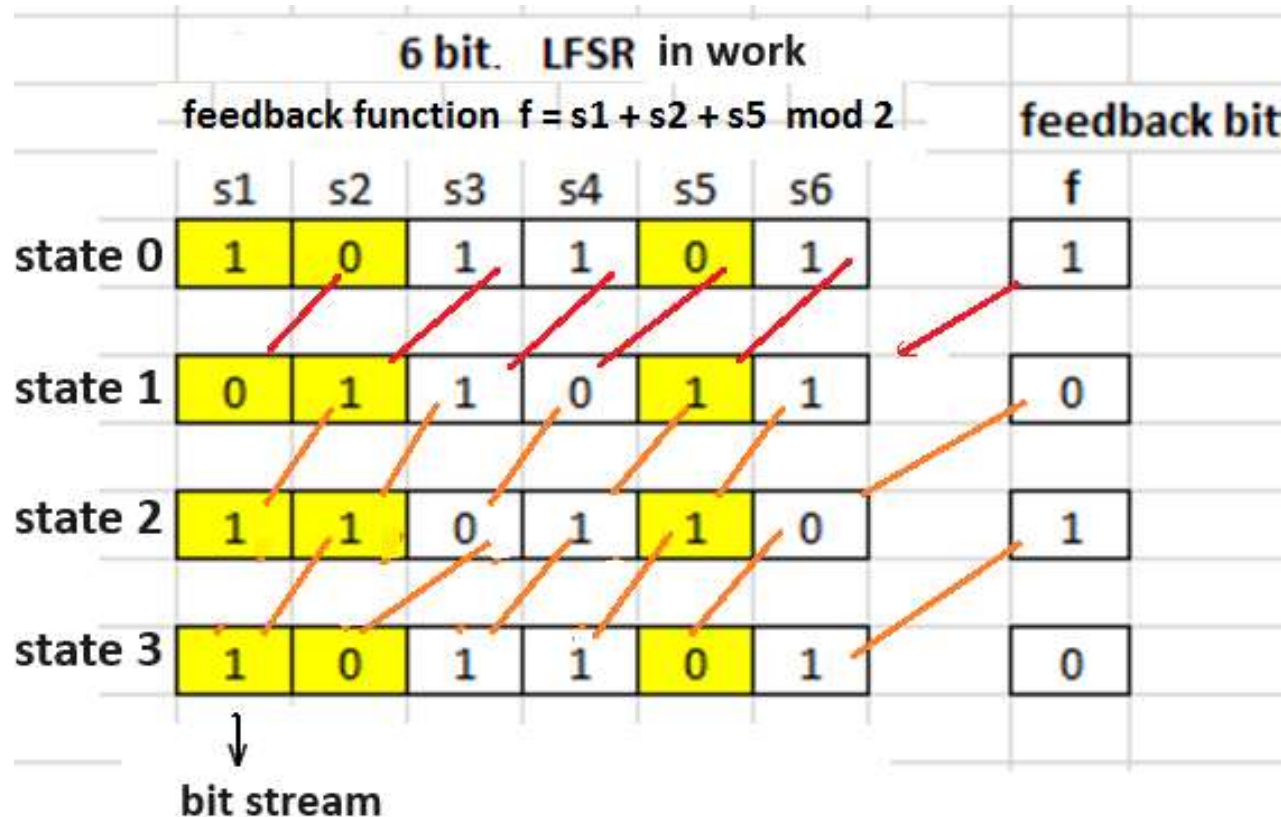 6 bit. LFSR in work
feedback function f = s1 + s2 + s5 mod 2 feedback bit
s1 s2 s3 s4 s5 s6 f
state 0 1 0 1 1 0 1 1
state 1 0 1 1 0 1 1 0
state 2 1 1 0 1 1 0 1
state 3 1 0 1 1 0 1 0
bit stream